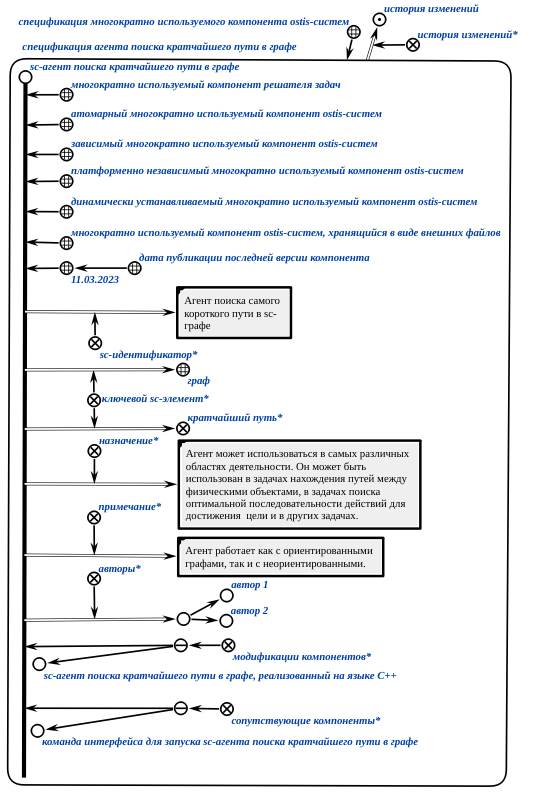 история изменений
спецификация многократно используемого компонента ostis-систем
история изменений*
спецификация агента поиска кратчайшего пути в графе
sc-агент поиска кратчайшего пути в графе
многократно используемый компонент решателя задач
атомарный многократно используемый компонент ostis-систем
зависимый многократно используемый компонент ostis-систем
платформенно независимый многократно используемый компонент ostis-систем
динамически устанавливаемый многократно используемый компонент ostis-систем
многократно используемый компонент ostis-систем, хранящийся в виде внешних файлов
дата публикации последней версии компонента
11.03.2023
Агент поиска самого
короткого пути в sc-
графе
sc-идентификатор*
граф
ключевой sc-элемент*
кратчайший путь*
назначение*
Агент может использоваться в самых различных
областях деятельности. Он может быть
использован в задачах нахождения путей между
физическими объектами, в задачах поиска
оптимальной последовательности действий для
достижения цели и в других задачах.
примечание*
Агент работает как с ориентированными
графами, так и с неориентированными.
авторы*
автор 1
автор 2
модификации компонентов*
sc-агент поиска кратчайшего пути в графе, реализованный на языке C++
сопутствующие компоненты*
команда интерфейса для запуска sc-агента поиска кратчайшего пути в графе